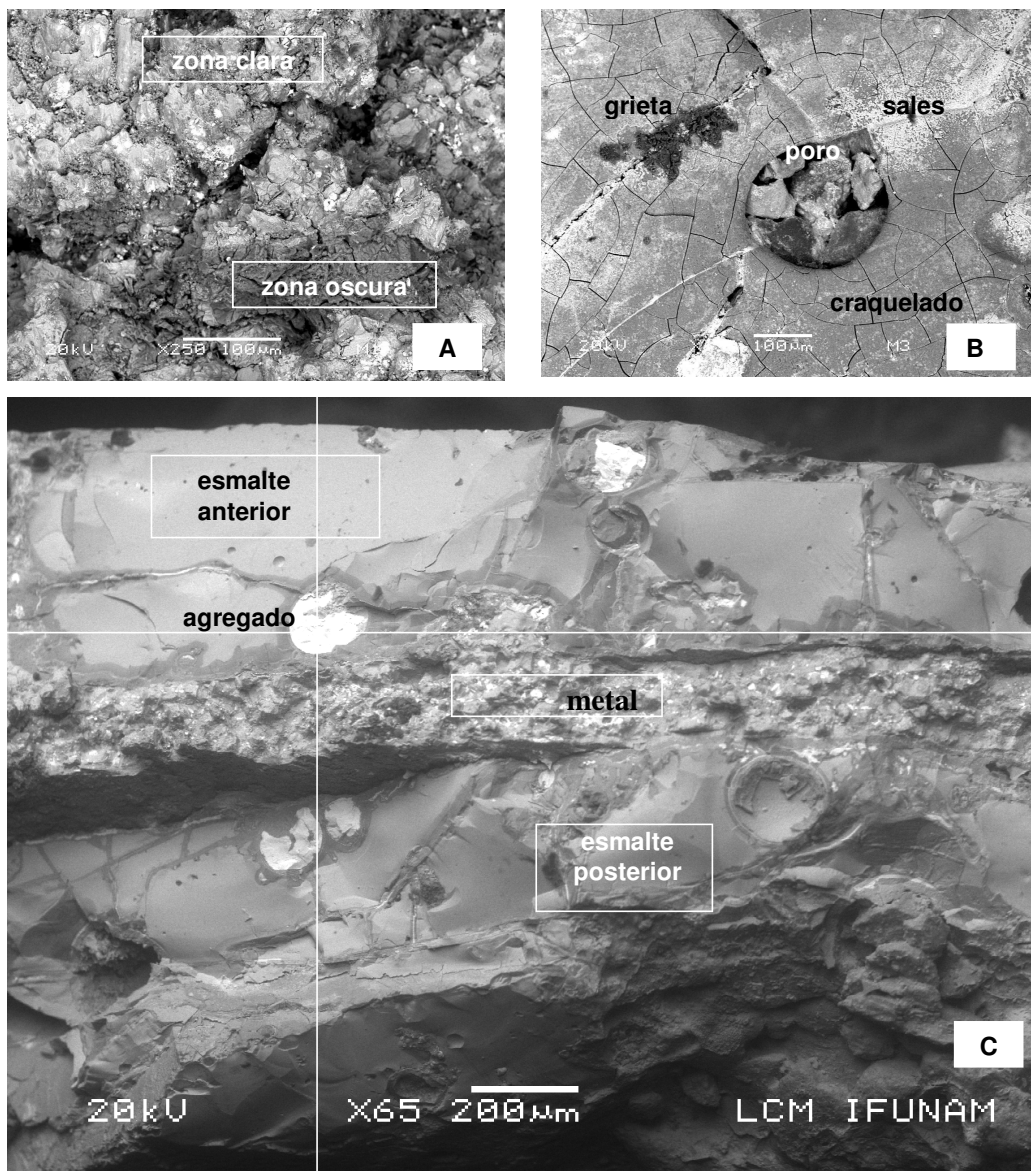 zona clara
zona oscura
20kV X250 100µm M
A
grieta
sales
poro
craquelado
20kV X 100µm M3
B
esmalte
anterior
agregado
metal
esmalte
posterior
C
20kV X65 200µm LCM IFUNAM